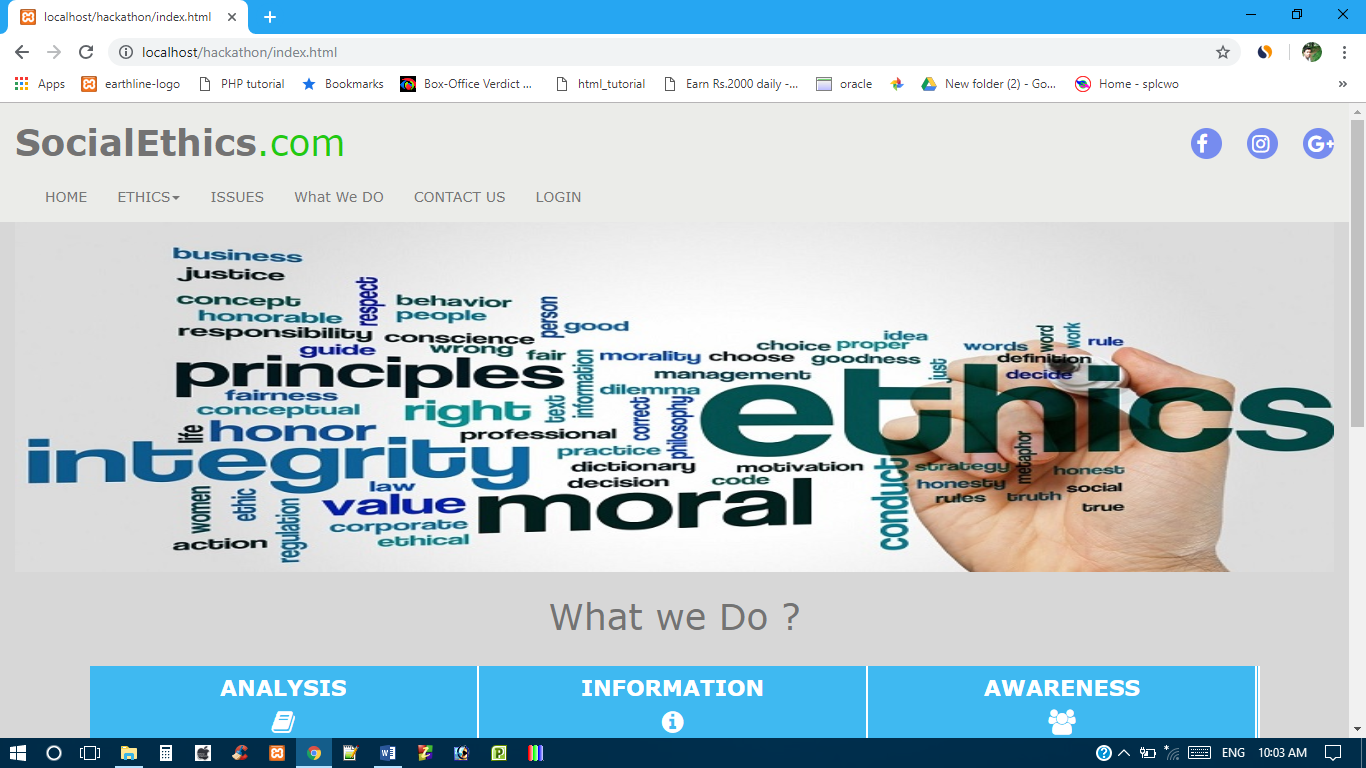 localhost/hackathon/index.html
localhost/hackathon/index.html
Apps earthline-logo PHP tutorial Bookmarks Box-Office Verdict ... html_tutorial Earn Rs.2000 daily -... oracle New folder (2) - Go... Home - splcwo »
SocialEthics.com
HOME ETHICS ISSUES What We DO CONTACT US LOGIN
business
justice
concept
respect
behavior
honorable
people
person
good
responsibility
conscience
guide
wrong
fair
morality
choose
choice
proper
idea
goodness
words
word
work
rule
definition
decide
just
principles
information
management
dilemma
fairness
conceptual
right
text
correct
philosophy
ethics
life
honor
professional
integrity
practice
dictionary
motivation
strategy
metaphor
honest
law
decision
code
conduct
honesty
social
women
ethic
regulation
value
moral
rules
truth
true
corporate
action
ethical
What we Do ?
ANALYSIS INFORMATION AWARENESS
ENG 10:03 AM